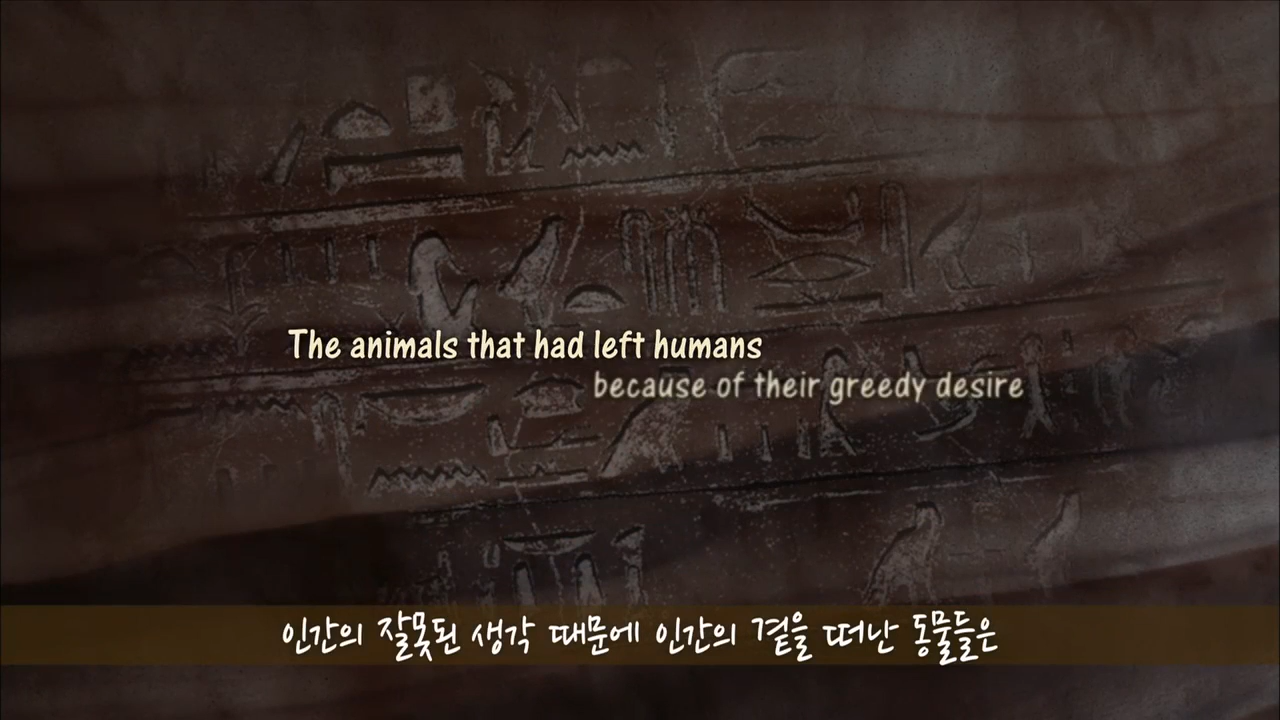 The animals that had left humans
because of their greedy desire
인간의 잘못된 생각 때문에 인간의 곁을 떠난 동물들은